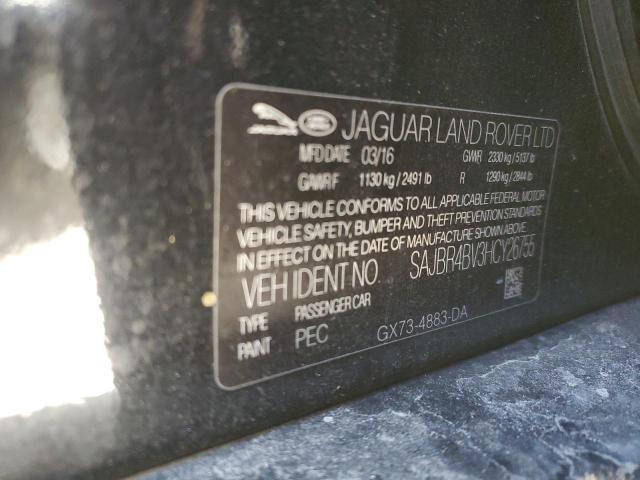 JAGUAR LAND ROVER LTD
MFD DATE 03/16 GVWR 2330 kg / 5137 lb
GAWR F 1130 kg / 2491 lb R 1290 kg / 2844 lb
THIS VEHICLE CONFORMS TO ALL APPLICABLE FEDERAL MOTOR
VEHICLE SAFETY, BUMPER AND THEFT PREVENTION STANDARDS
IN EFFECT ON THE DATE OF MANUFACTURE SHOWN ABOVE
VEH IDENT NO. SAJBR4BV3HCY26755
TYPE PASSENGER CAR
PAINT PEC GX73-4883-DA